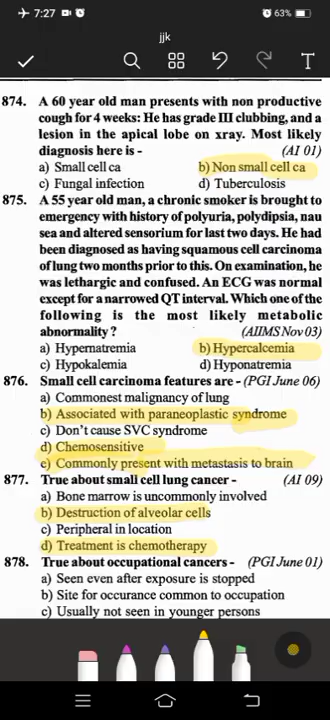 7:27
63%
jjk
T
874. A 60 year old man presents with non productive
cough for 4 weeks: He has grade III clubbing, and a
lesion in the apical lobe on xray. Most likely
diagnosis here is - (AI 01)
a) Small cell ca b) Non small cell ca
c) Fungal infection d) Tuberculosis
875. A 55 year old man, a chronic smoker is brought to
emergency with history of polyuria, polydipsia, nau
sea and altered sensorium for last two days. He had
been diagnosed as having squamous cell carcinoma
of lung two months prior to this. On examination, he
was lethargic and confused. An ECG was normal
except for a narrowed QT interval. Which one of the
following is the most likely metabolic
abnormality ? (AIIMS Nov 03)
a) Hypernatremia b) Hypercalcemia
c) Hypokalemia d) Hyponatremia
876. Small cell carcinoma features are - (PGI June 06)
a) Commonest malignancy of lung
b) Associated with paraneoplastic syndrome
c) Don't cause SVC syndrome
d) Chemosensitive
e) Commonly present with metastasis to brain
877. True about small cell lung cancer - (AI 09)
a) Bone marrow is uncommonly involved
b) Destruction of alveolar cells
c) Peripheral in location
d) Treatment is chemotherapy
878. True about occupational cancers - (PGI June 01)
a) Seen even after exposure is stopped
b) Site for occurance common to occupation
c) Usually not seen in younger persons